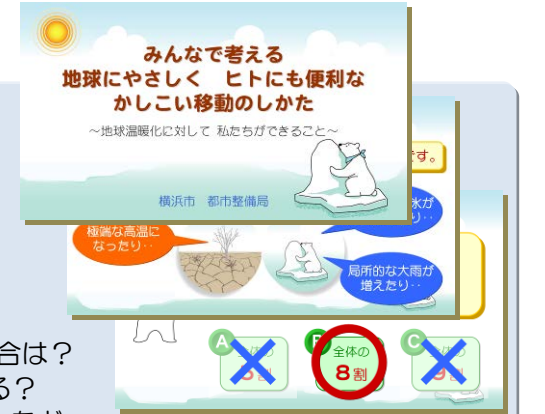 みんなで考える
地球にやさしく ヒトにも便利な
かしこい移動のしかた
～地球温暖化に対して 私たちができること～
横浜市 都市整備局
す。
極端な高温に
なったり‥
氷が
局所的な大雨が
増えたり‥
合は？
る？
A
B
全体の
8割
C